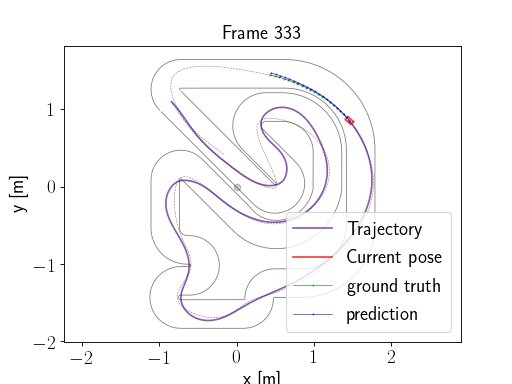 Frame 333
y [m]
1
0
−1
−2
Trajectory
Current pose
ground truth
prediction
−2 −1 0 1 2
x [m]